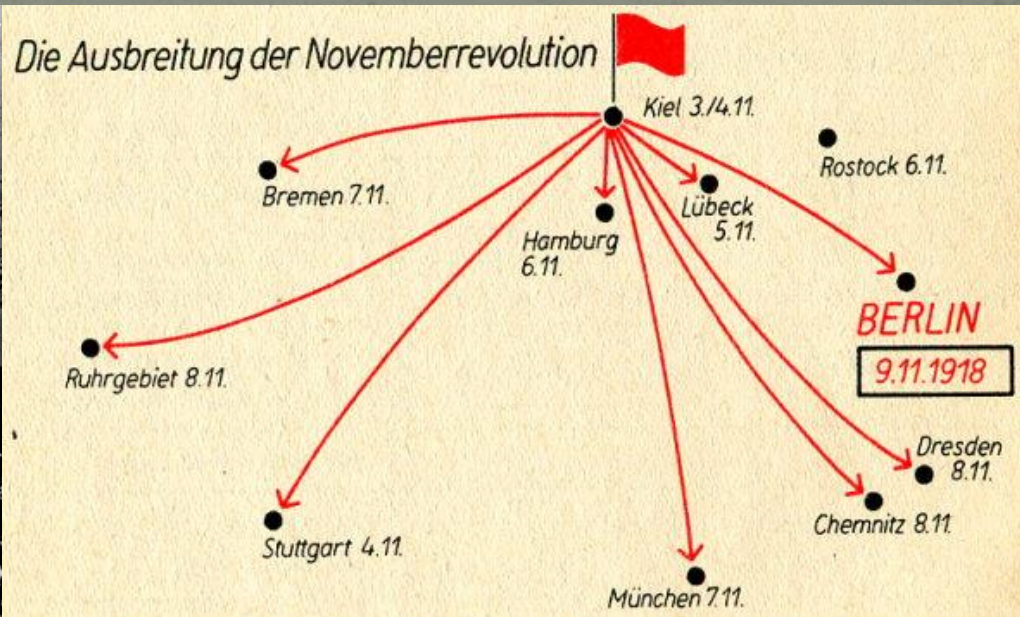 Die Ausbreitung der Novemberrevolution
Kiel 3./4.11.
Rostock 6.11.
Bremen 7.11.
Lübeck
5.11.
Hamburg
6.11.
BERLIN
9.11.1918
Ruhrgebiet 8.11.
Dresden
8.11.
Chemnitz 8.11.
Stuttgart 4.11.
München 7.11.